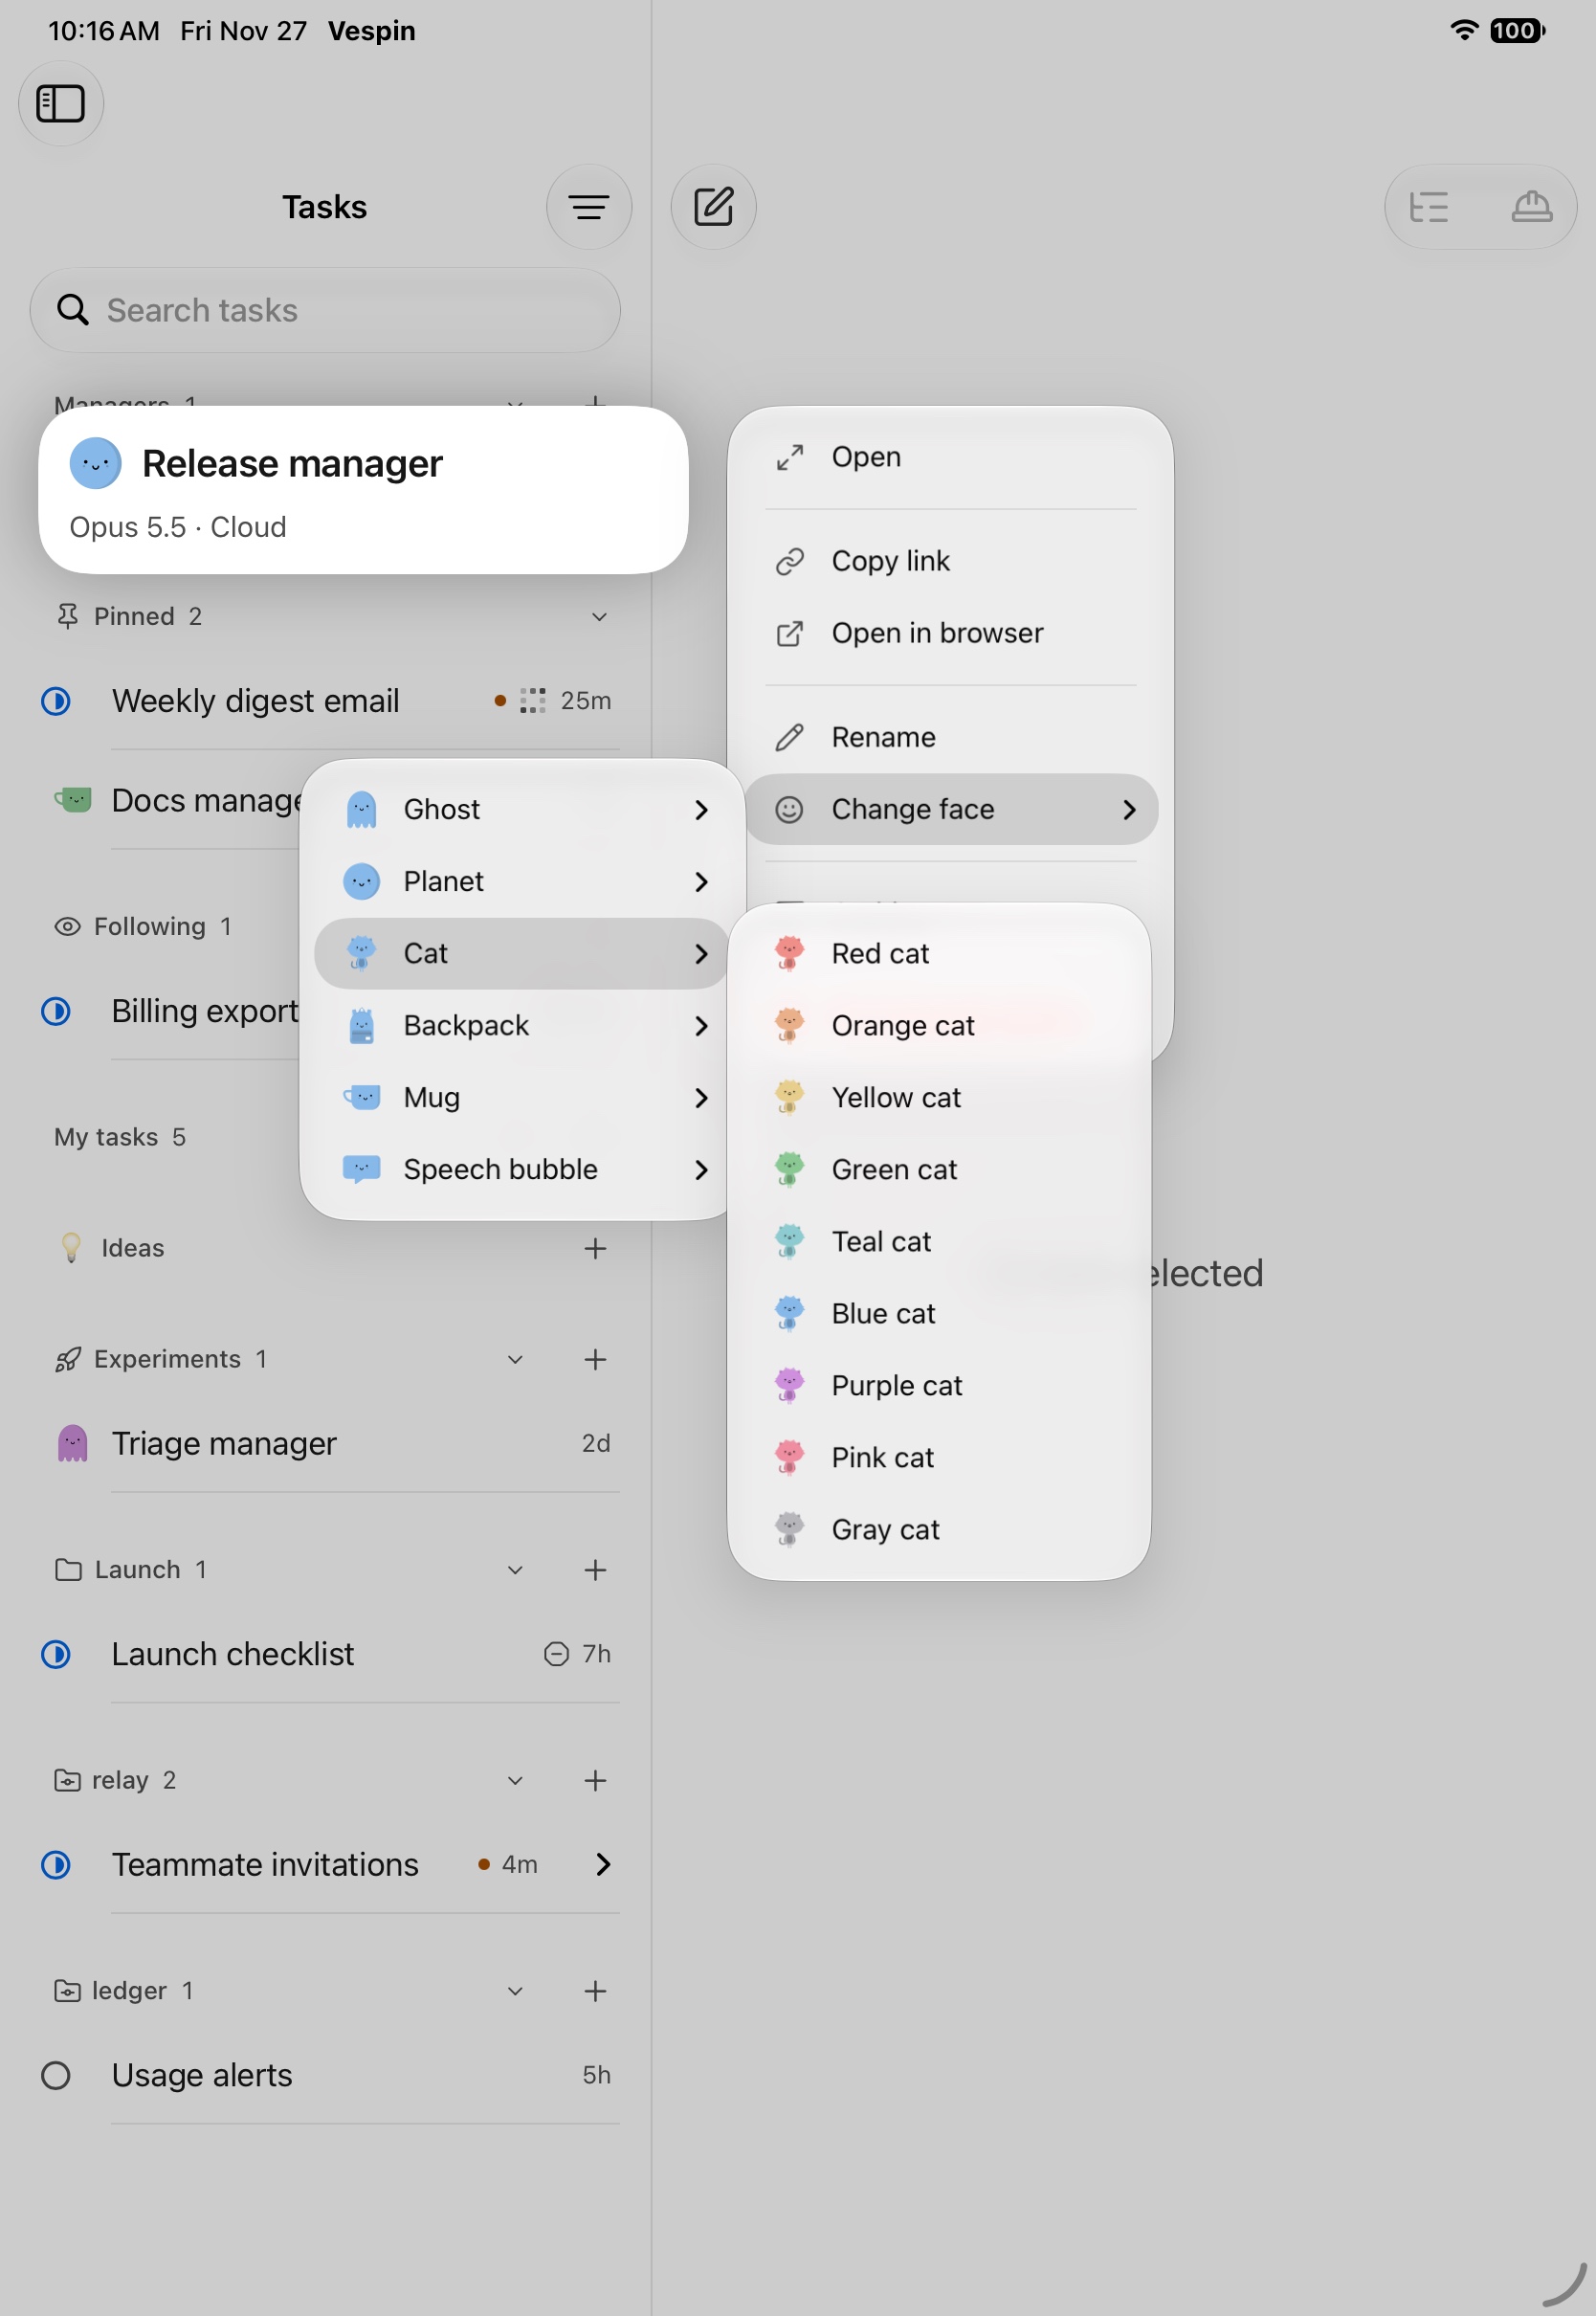 10:16 AM Fri Nov 27 Vespin
100
Tasks
Search tasks
Managers 1
Release manager
Opus 5.5 · Cloud
Pinned 2
Weekly digest email 25m
Docs manage
Following 1
Billing export
My tasks 5
Ideas
Experiments 1
Triage manager 2d
Launch 1
Launch checklist 7h
relay 2
Teammate invitations 4m
ledger 1
Usage alerts 5h
Open
Copy link
Open in browser
Rename
Change face
Ghost
Planet
Cat
Backpack
Mug
Speech bubble
Red cat
Orange cat
Yellow cat
Green cat
Teal cat
Blue cat
Purple cat
Pink cat
Gray cat
elected